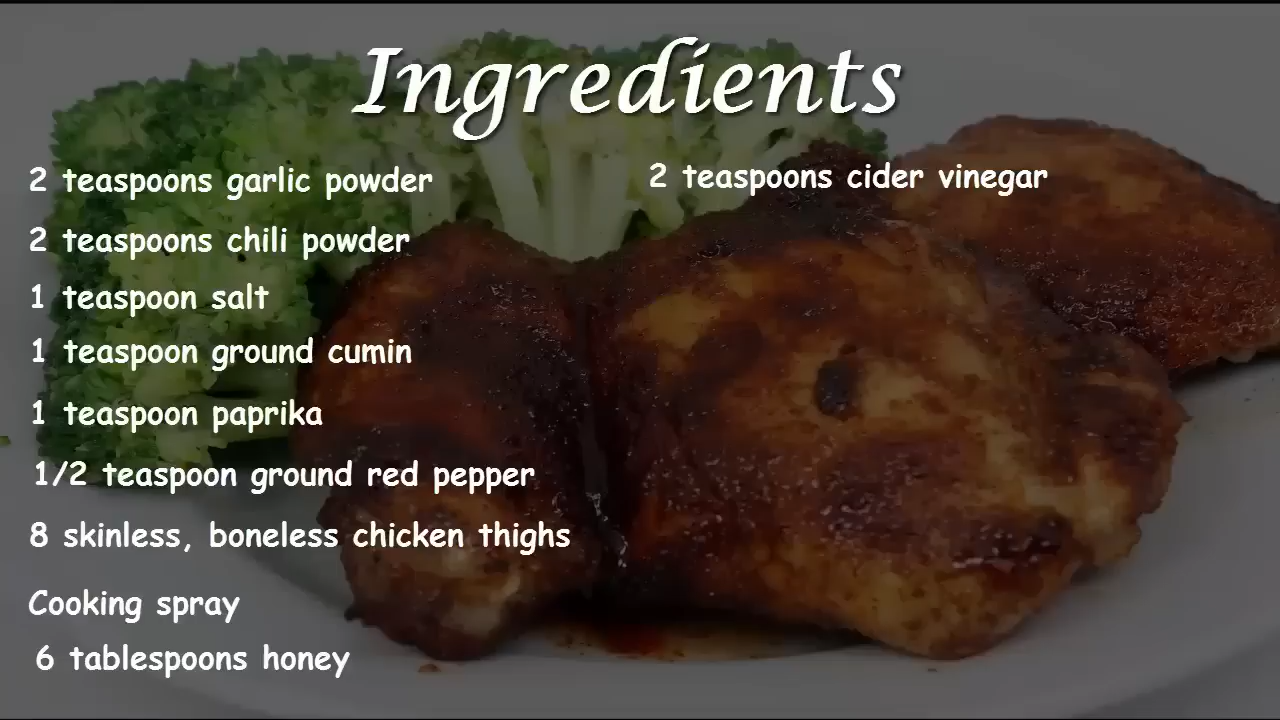 Ingredients
2 teaspoons garlic powder
2 teaspoons chili powder
1 teaspoon salt
1 teaspoon ground cumin
1 teaspoon paprika
1/2 teaspoon ground red pepper
8 skinless, boneless chicken thighs
Cooking spray
6 tablespoons honey
2 teaspoons cider vinegar